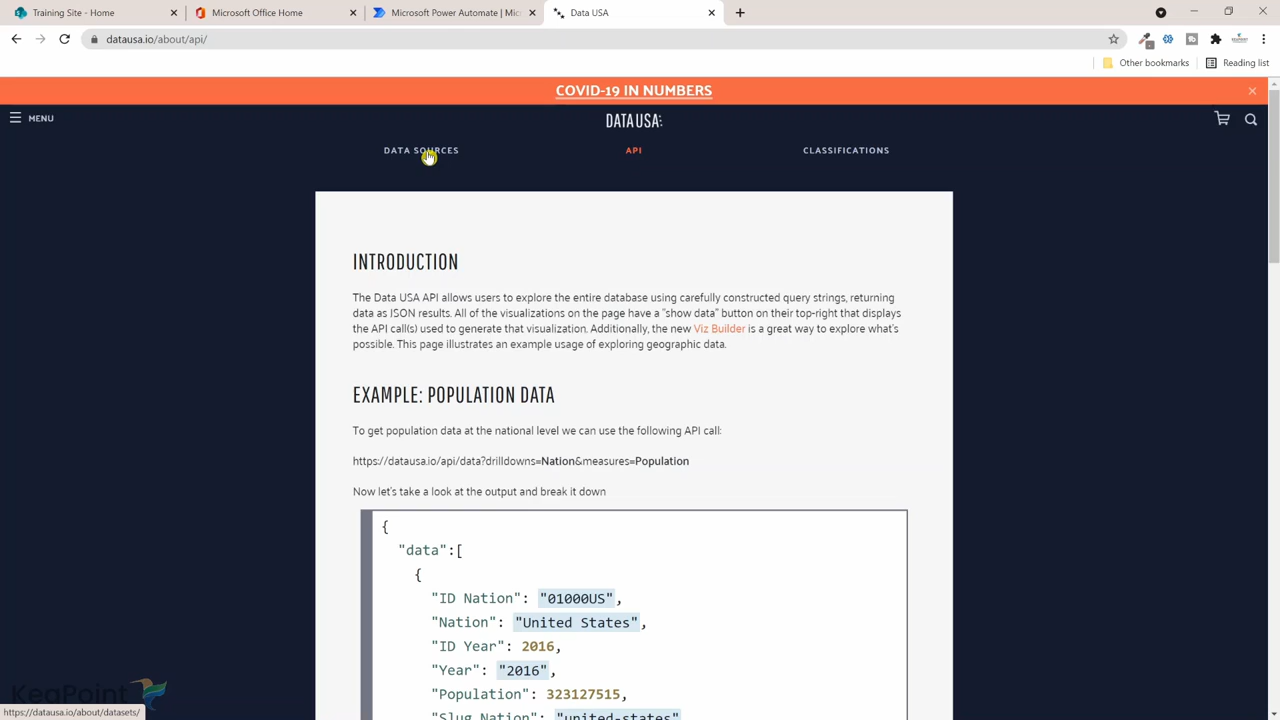 Training Site - Home
Microsoft Office Home
Microsoft Power Automate | Mic
Data USA
datausa.io/about/api/
Other bookmarks
Reading list
COVID-19 IN NUMBERS
MENU
DATA USA:
DATA SOURCES
API
CLASSIFICATIONS
INTRODUCTION
The Data USA API allows users to explore the entire database using carefully constructed query strings, returning
data as JSON results. All of the visualizations on the page have a "show data" button on their top-right that displays
the API call(s) used to generate that visualization. Additionally, the new Viz Builder is a great way to explore what's
possible. This page illustrates an example usage of exploring geographic data.
EXAMPLE: POPULATION DATA
To get population data at the national level we can use the following API call:
https://datausa.io/api/data?drilldowns=Nation&measures=Population
Now let's take a look at the output and break it down
{
"data":[
{
"ID Nation": "01000US",
"Nation": "United States",
"ID Year": 2016,
"Year": "2016",
"Population": 323127515,
"Slug Nation": "united-states"
KeaPoint
https://datausa.io/about/datasets/